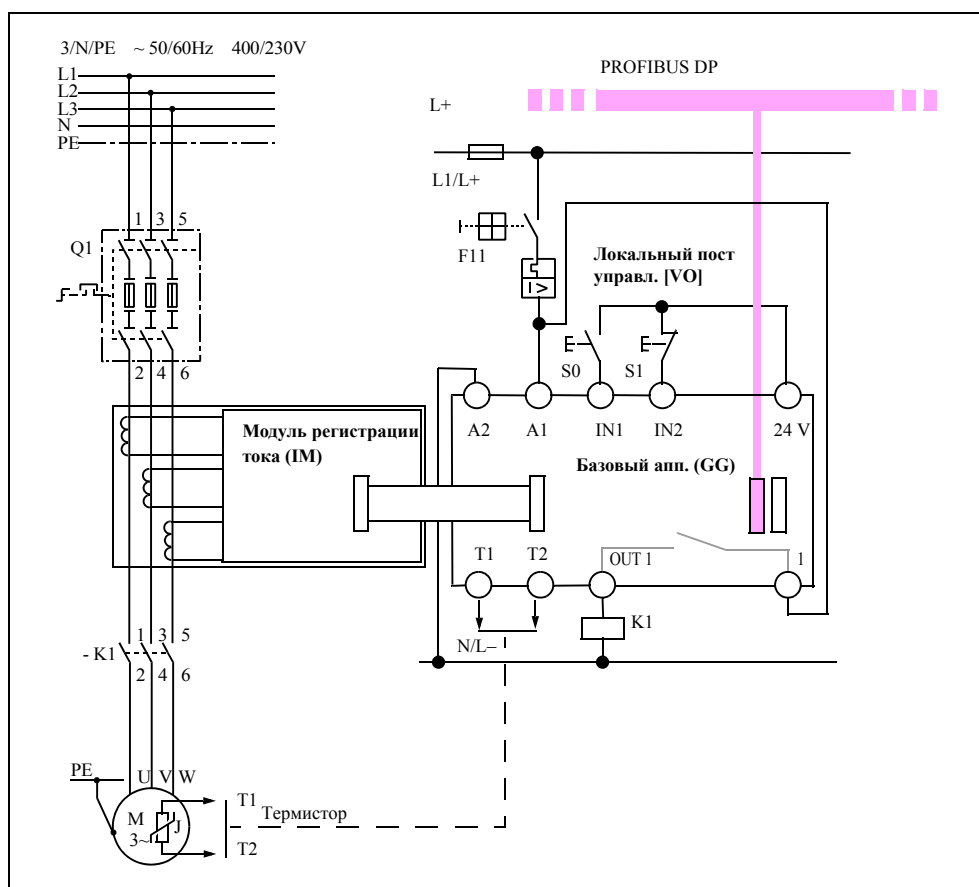 3/N/PE ~ 50/60Hz 400/230V
PROFIBUS DP
L1
L2
L3
N
PE
L+
L1/L+
1 3 5
Q1
F11
I >
Локальный пост
управл. [VO]
S0
S1
2 4 6
A2
A1
IN1
IN2
24 V
Модуль регистрации
тока (IM)
Базовый апп. (GG)
T1
T2
OUT 1
1
K1
N/L–
1 3 5
- K1
2 4 6
PE
U V W
M
3~
J
T1
Термистор
T2